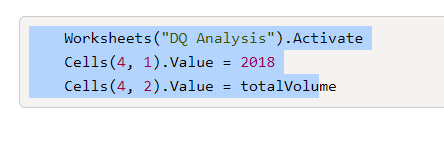 Worksheets("DQ Analysis").Activate
Cells(4, 1).Value = 2018
Cells(4, 2).Value = totalVolume